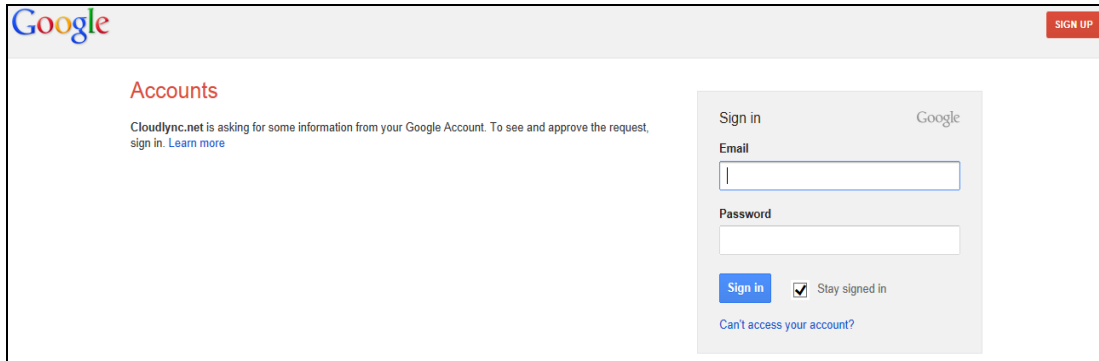 Google
SIGN UP
Accounts
Cloudlync.net is asking for some information from your Google Account. To see and approve the request,
sign in. Learn more
Sign in Google
Email
Password
Sign in Stay signed in
Can't access your account?